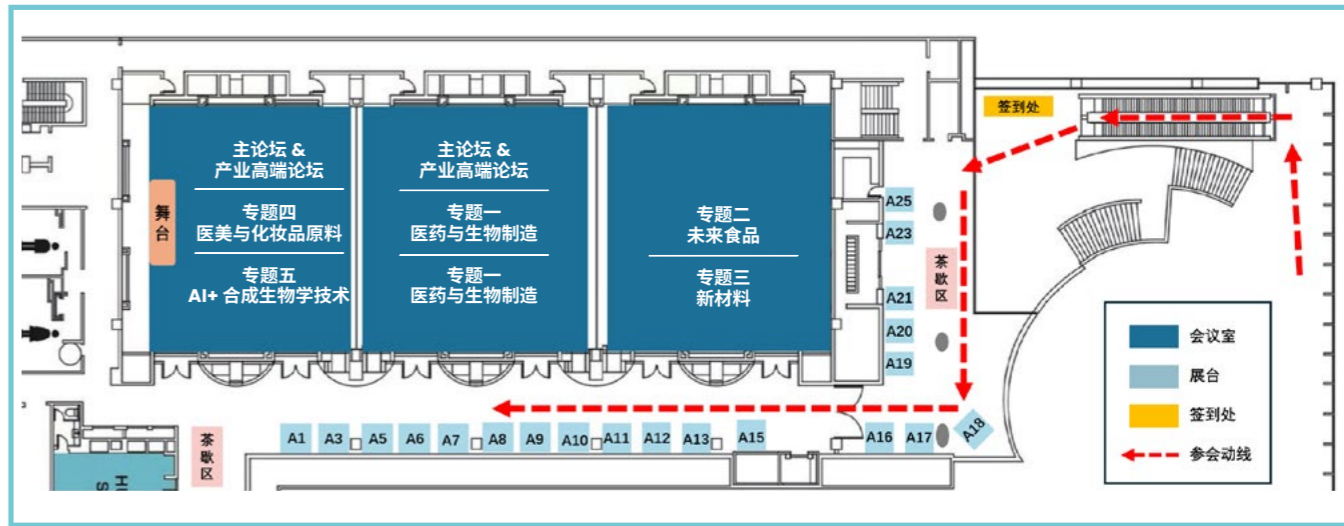 签到处
主论坛 &
产业高端论坛
专题四
医美与化妆品原料
专题五
AI+ 合成生物学技术
舞台
主论坛 &
产业高端论坛
专题一
医药与生物制造
专题一
医药与生物制造
专题二
未来食品
专题三
新材料
A25
A23
A21
A20
A19
茶歇区
会议室
展台
签到处
参会动线
茶歇区
A1
A3
A5
A6
A7
A8
A9
A10
A11
A12
A13
A15
A16
A17
A18